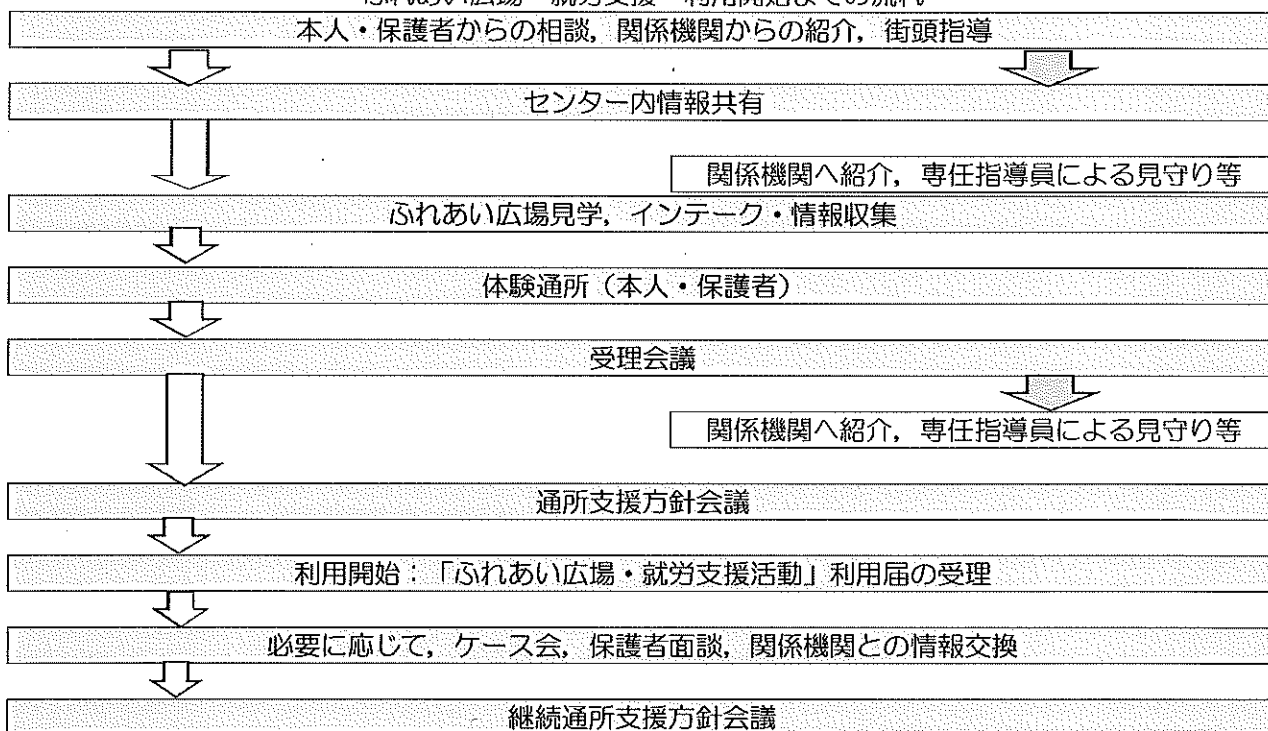 本人・保護者からの相談，関係機関からの紹介，街頭指導
センター内情報共有
関係機関へ紹介，専任指導員による見守り等
ふれあい広場見学，インテーク・情報収集
体験通所（本人・保護者）
受理会議
関係機関へ紹介，専任指導員による見守り等
通所支援方針会議
利用開始：「ふれあい広場・就労支援活動」利用届の受理
必要に応じて，ケース会，保護者面談，関係機関との情報交換
継続通所支援方針会議